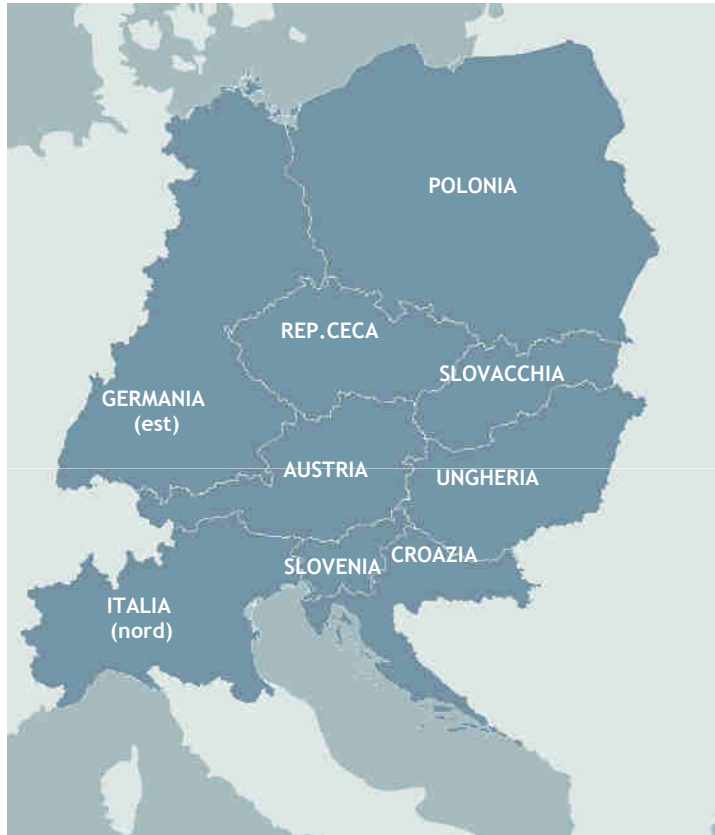 POLONIA
REP.CECA
SLOVACCHIA
GERMANIA
(est)
AUSTRIA
UNGHERIA
SLOVENIA
CROAZIA
ITALIA
(nord)